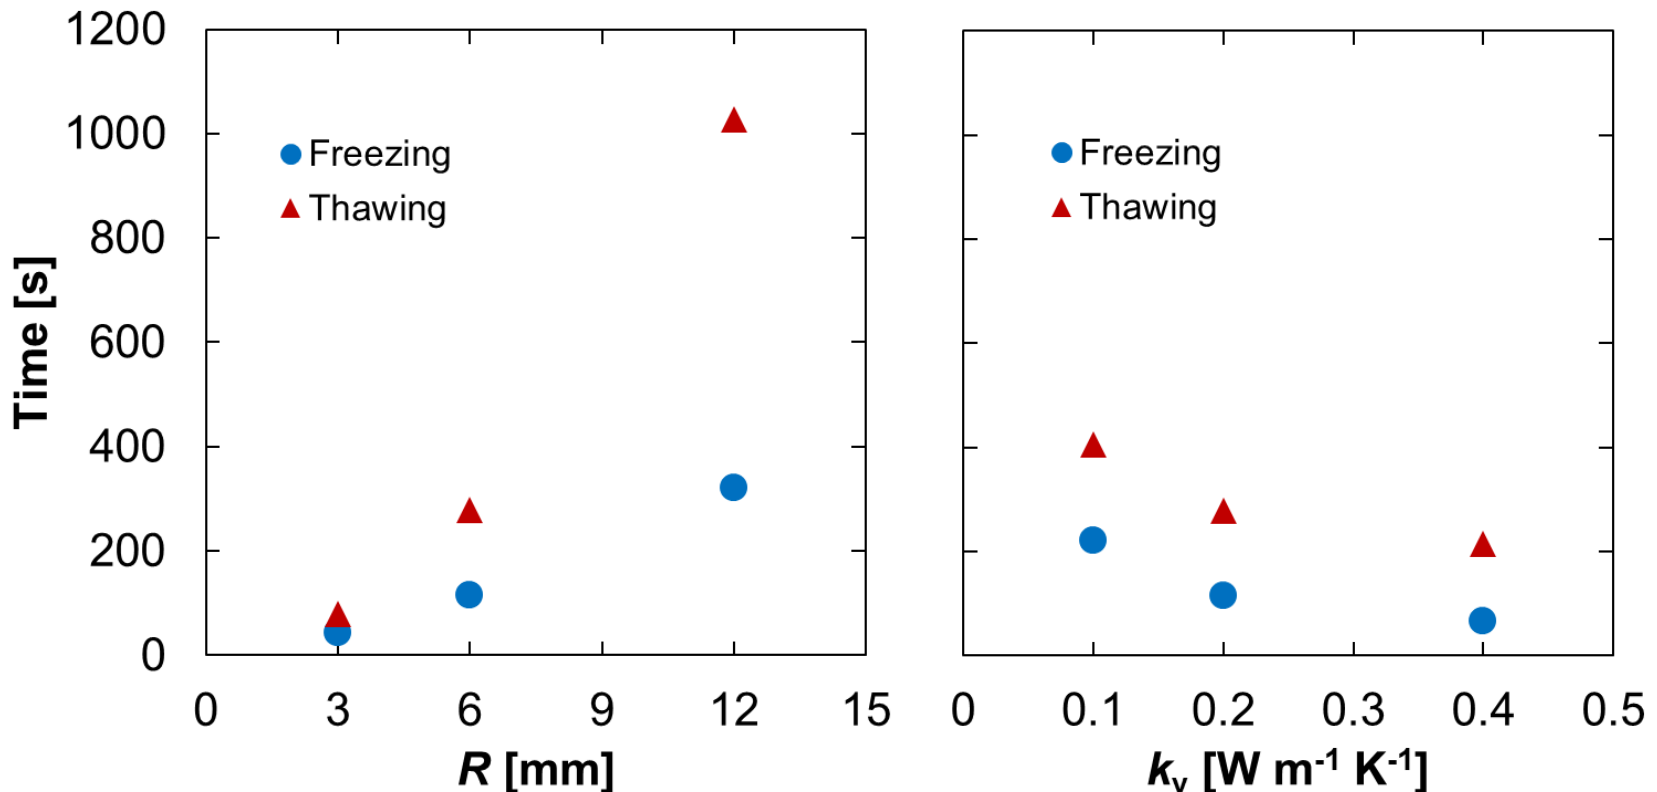 1200
1000
800
600
400
200
0
Time [s]
Freezing
Thawing
0 3 6 9 12 15
R [mm]
Freezing
Thawing
0 0.1 0.2 0.3 0.4 0.5
kv [W m-1 K-1]